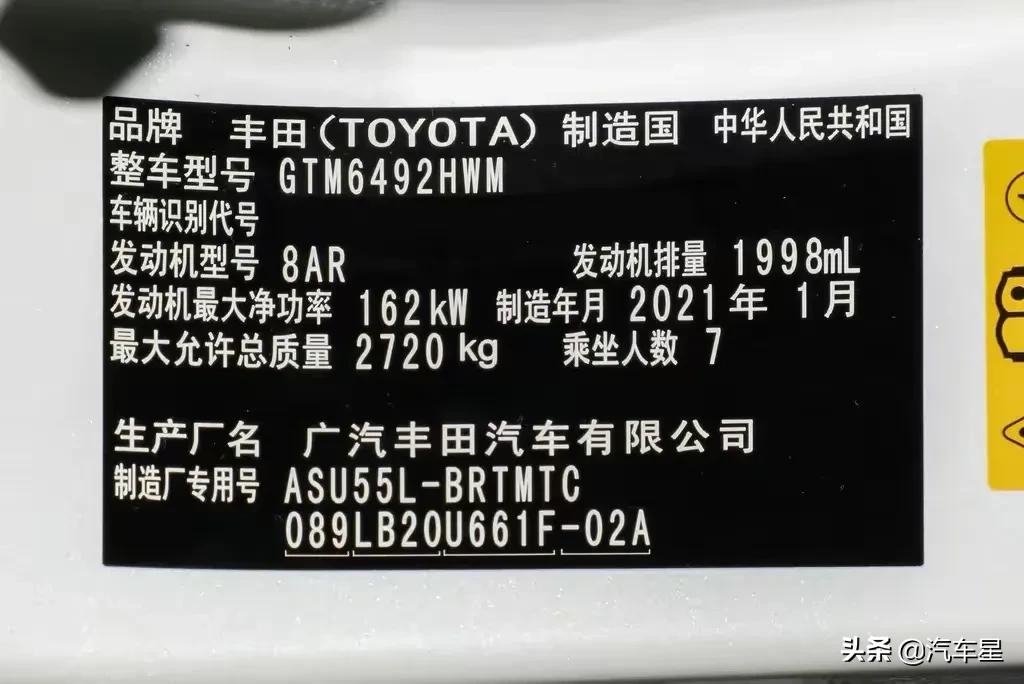 品牌 丰田(TOYOTA) 制造国 中华人民共和国
整车型号 GTM6492HWM
车辆识别代号
发动机型号 8AR 发动机排量 1998mL
发动机最大净功率 162kW 制造年月 2021年 1月
最大允许总质量 2720 kg 乘坐人数 7
生产厂名 广汽丰田汽车有限公司
制造厂专用号 ASU55L-BRTMTC
089LB20U661F-02A
头条 @汽车星